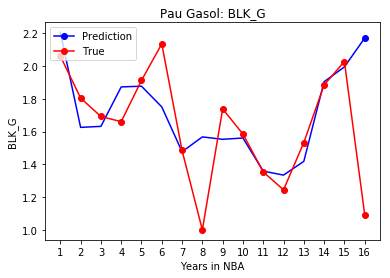 Pau Gasol: BLK_G
Prediction
True
2.2
2.0
1.8
1.6
1.4
1.2
1.0
BLK_G
1 2 3 4 5 6 7 8 9 10 11 12 13 14 15 16
Years in NBA